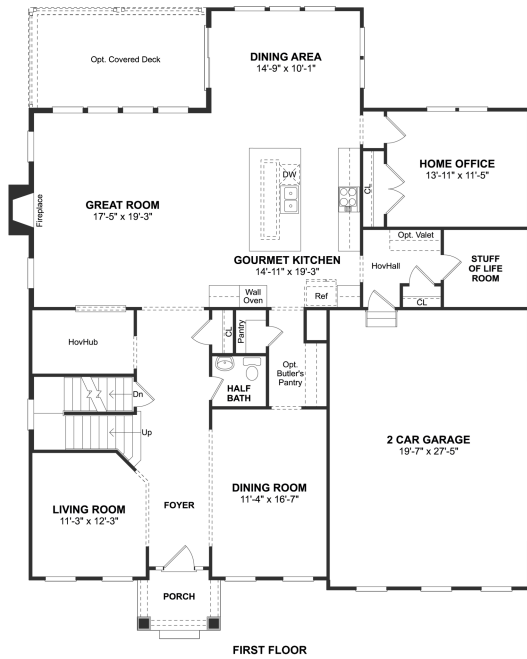 Opt. Covered Deck
DINING AREA
14'-9" x 10'-1"
DW
CL
HOME OFFICE
13'-11" x 11'-5"
Fireplace
GREAT ROOM
17'-5" x 19'-3"
Opt. Valet
GOURMET KITCHEN
14'-11" x 19'-3"
HovHall
STUFF
OF LIFE
ROOM
Wall
Oven
Ref
CL
HovHub
CL
Pantry
Opt.
Butler's
Pantry
HALF
BATH
Dn
Up
2 CAR GARAGE
19'-7" x 27'-5"
LIVING ROOM
11'-3" x 12'-3"
FOYER
DINING ROOM
11'-4" x 16'-7"
PORCH
FIRST FLOOR